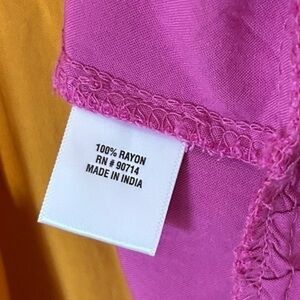 100% RAYON
RN # 90714
MADE IN INDIA